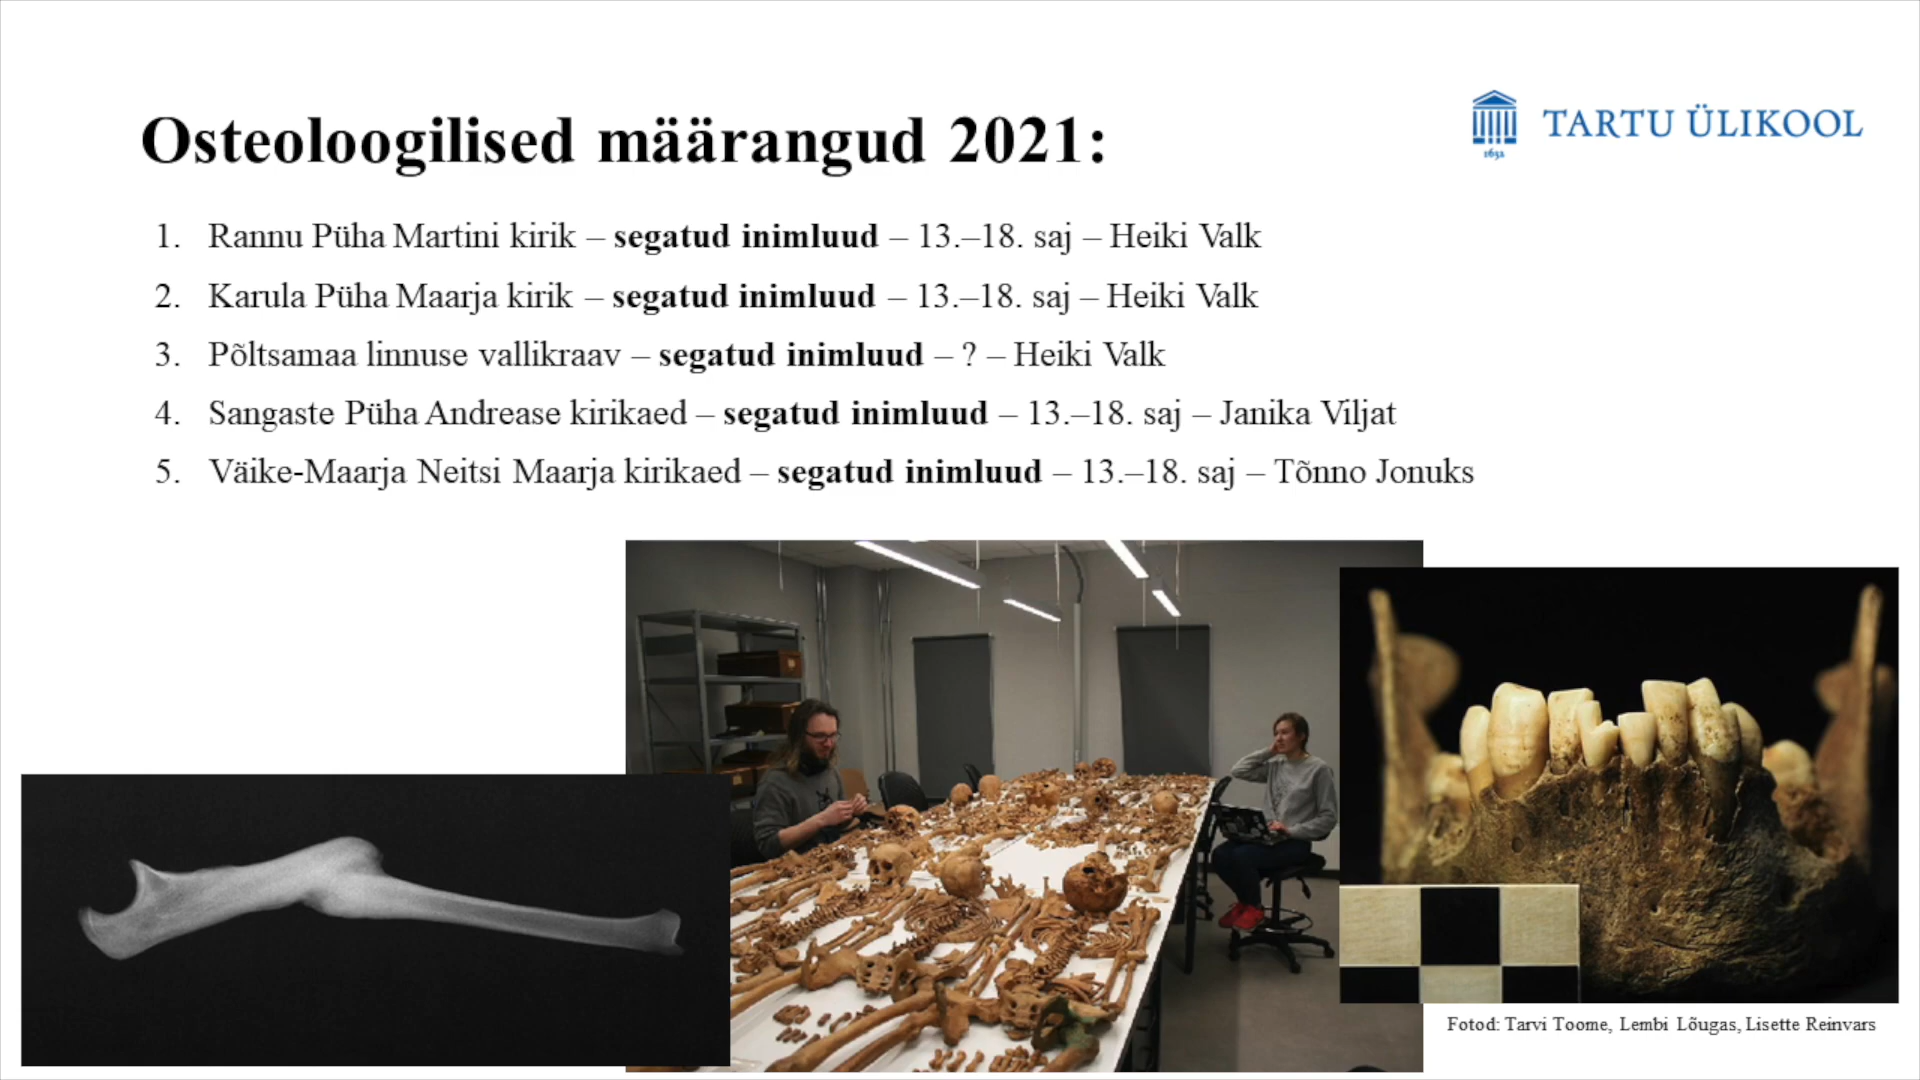 Osteoloogilised määrangud 2021:
TARTU ÜLIKOOL
1632
1. Rannu Püha Martini kirik – segatud inimluud – 13.–18. saj – Heiki Valk
2. Karula Püha Maarja kirik – segatud inimluud – 13.–18. saj – Heiki Valk
3. Põltsamaa linnuse vallikraav – segatud inimluud – ? – Heiki Valk
4. Sangaste Püha Andrease kirikaed – segatud inimluud – 13.–18. saj – Janika Viljat
5. Väike-Maarja Neitsi Maarja kirikaed – segatud inimluud – 13.–18. saj – Tõnno Jonuks
Fotod: Tarvi Toome, Lembi Lõugas, Lisette Reinvars